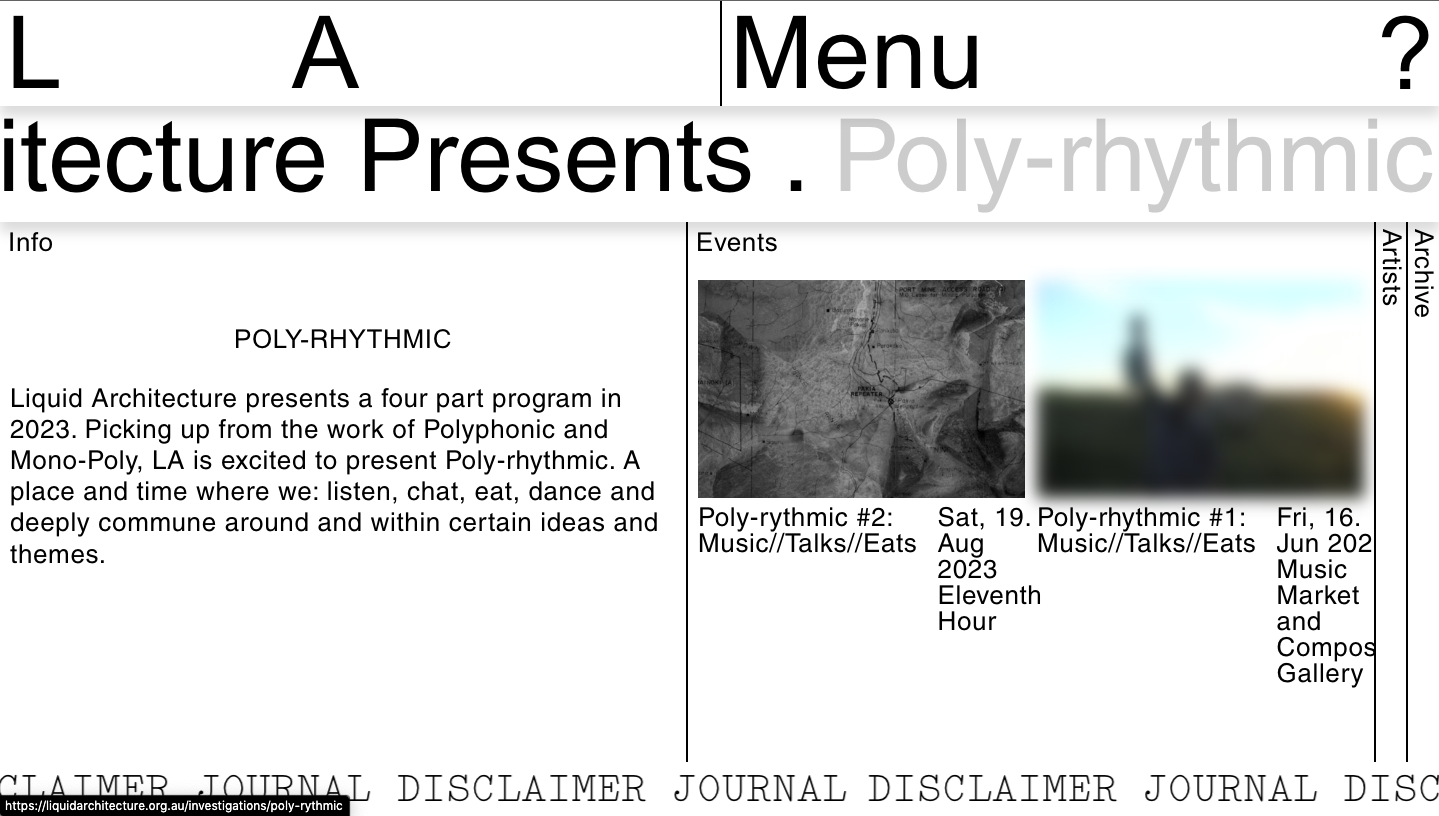 L A
Menu ?
itecture Presents . Poly-rhythmic
Info
POLY-RHYTHMIC
Liquid Architecture presents a four part program in
2023. Picking up from the work of Polyphonic and
Mono-Poly, LA is excited to present Poly-rhythmic. A
place and time where we: listen, chat, eat, dance and
deeply commune around and within certain ideas and
themes.
Events
PORT MINE ACCESS ROAD
REPEATER
Poly-rythmic #2:
Music//Talks//Eats
Sat, 19.
Aug
2023
Eleventh
Hour
Poly-rhythmic #1:
Music//Talks//Eats
Fri, 16.
Jun 202
Music
Market
and
Compos
Gallery
Artists
Archive
CLAIMER JOURNAL DISCLAIMER JOURNAL DISCLAIMER JOURNAL DISC
https://liquidarchitecture.org.au/investigations/poly-rythmic